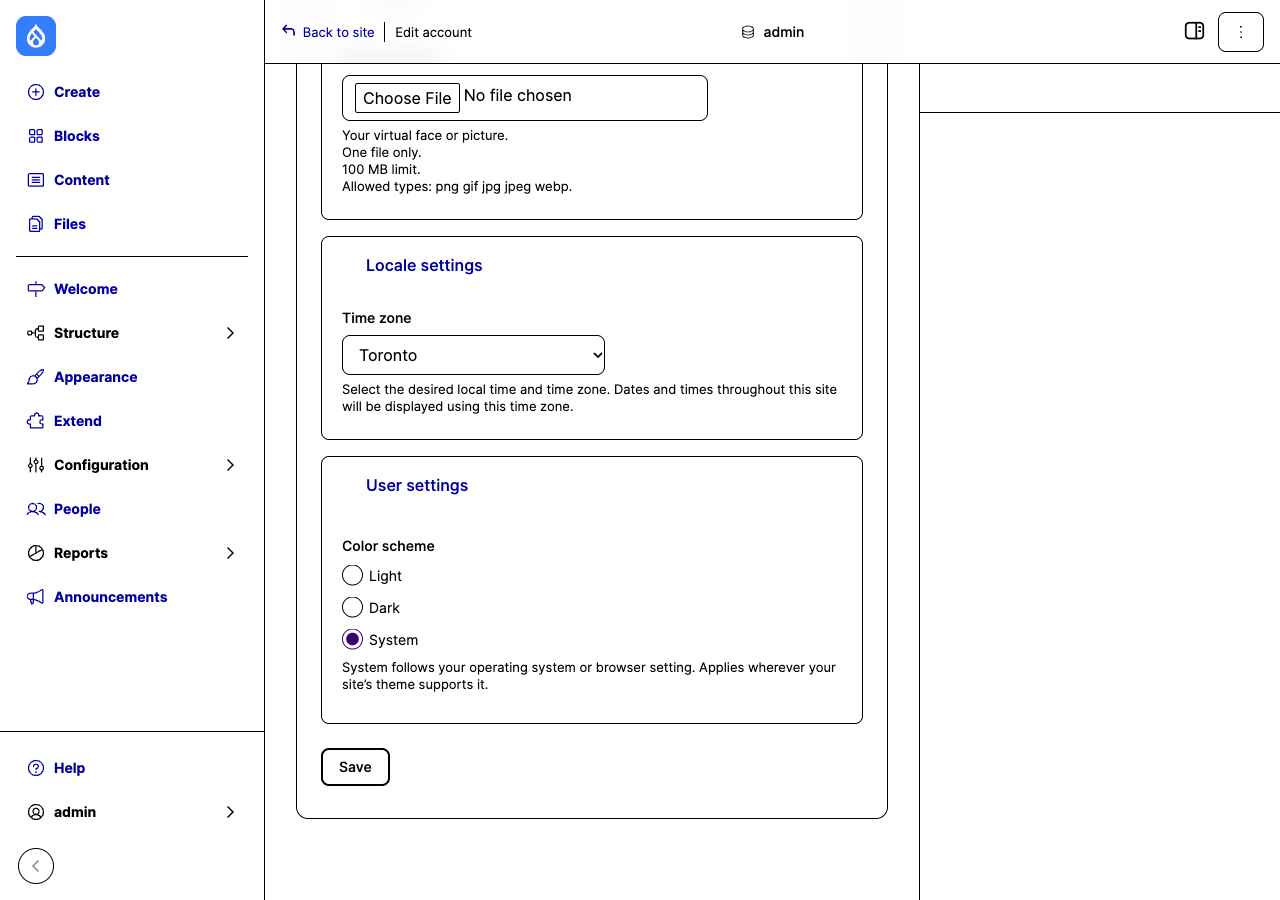 Back to site
Edit account
admin
Create
Blocks
Content
Files
Welcome
Structure
Appearance
Extend
Configuration
People
Reports
Announcements
Help
admin
Choose File No file chosen
Your virtual face or picture.
One file only.
100 MB limit.
Allowed types: png gif jpg jpeg webp.
Locale settings
Time zone
Toronto
Select the desired local time and time zone. Dates and times throughout this site
will be displayed using this time zone.
User settings
Color scheme
Light
Dark
System
System follows your operating system or browser setting. Applies wherever your
site’s theme supports it.
Save